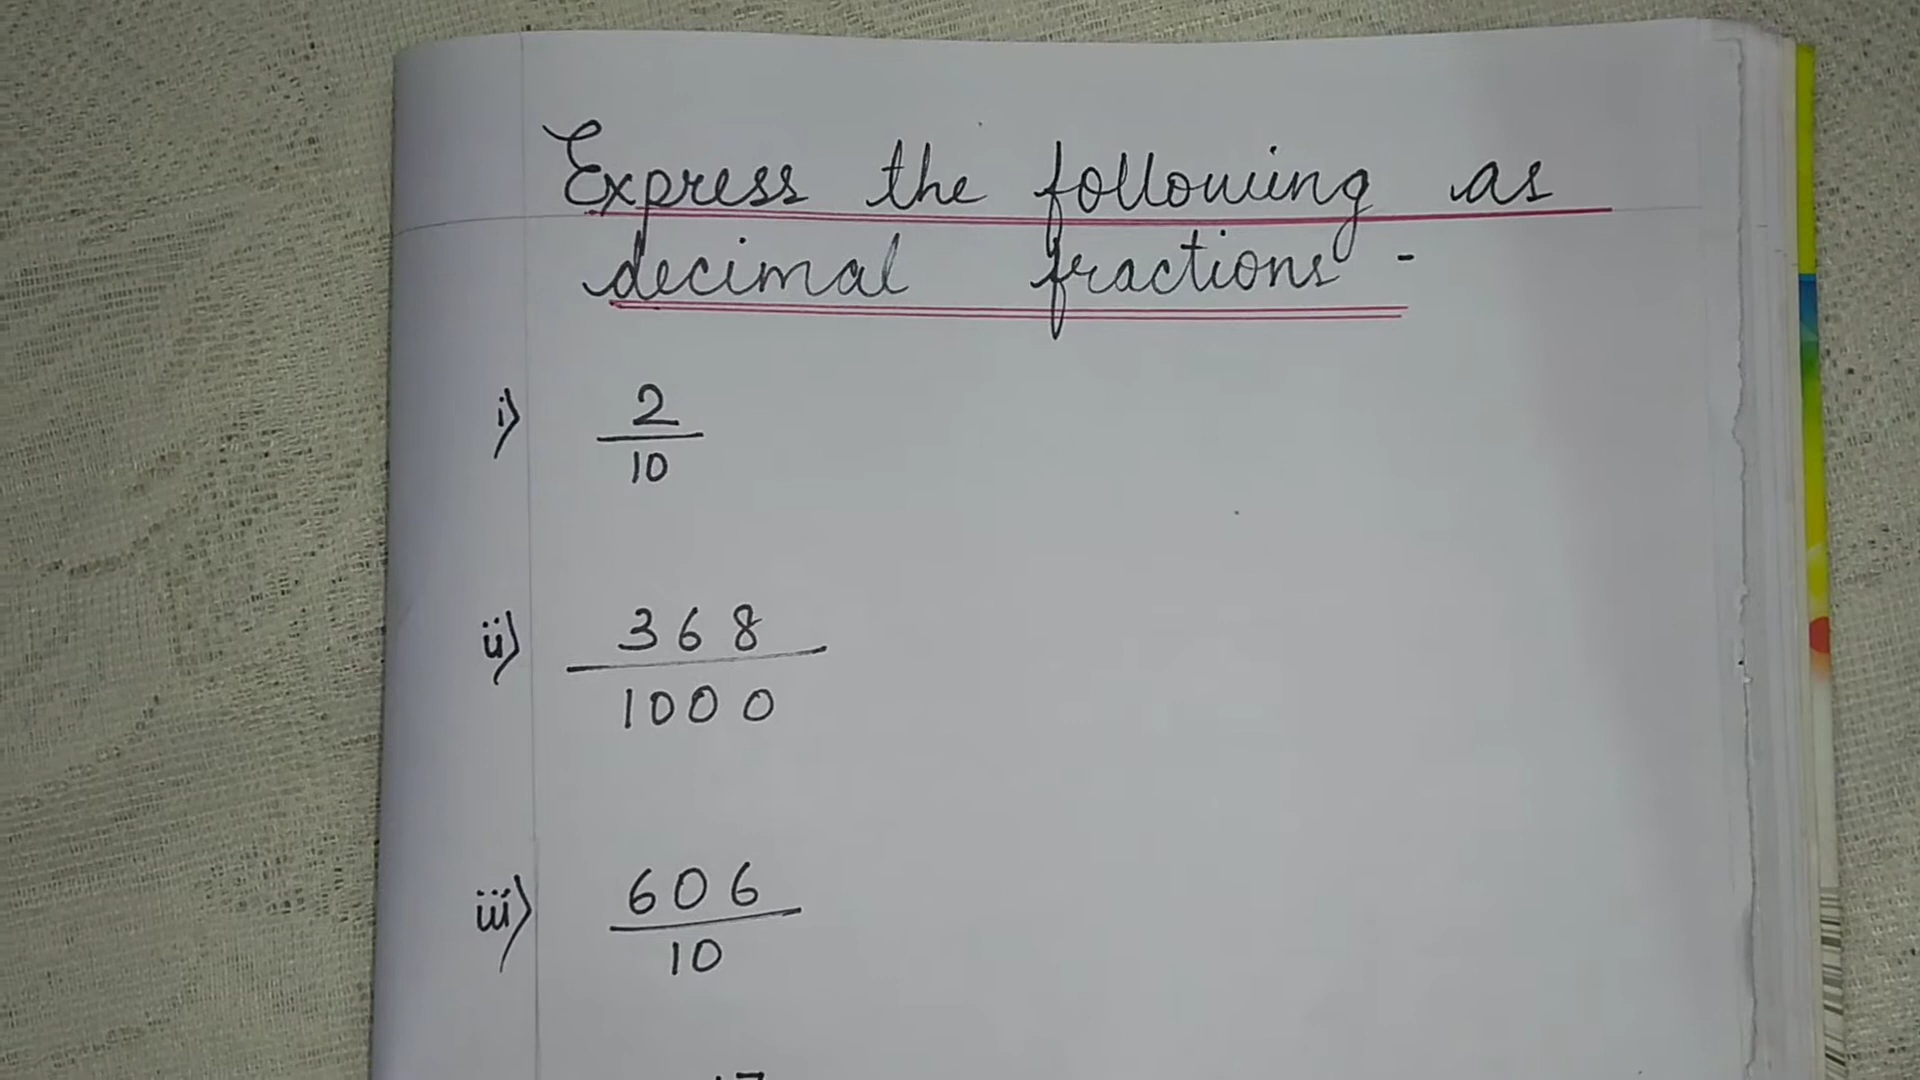 Express the following as
decimal fractions -
i) 2/10
ii) 368/1000
iii) 606/10